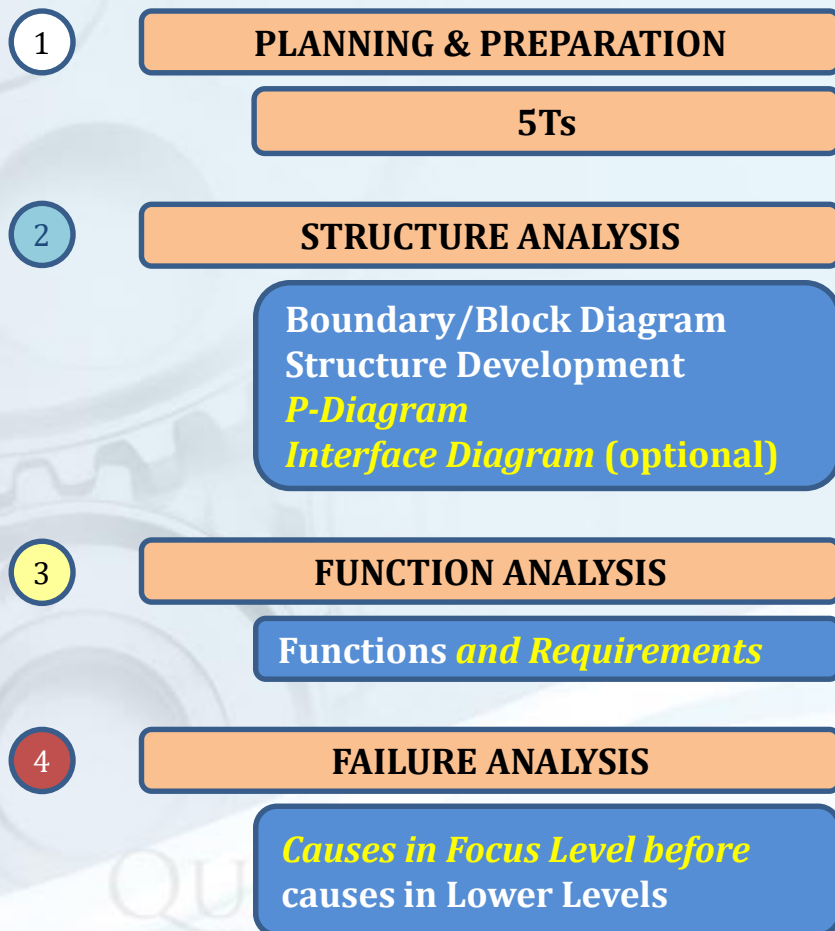 1
PLANNING & PREPARATION
5Ts
2
STRUCTURE ANALYSIS
Boundary/Block Diagram
Structure Development
P-Diagram
Interface Diagram (optional)
3
FUNCTION ANALYSIS
Functions and Requirements
4
FAILURE ANALYSIS
Causes in Focus Level before
causes in Lower Levels
QU